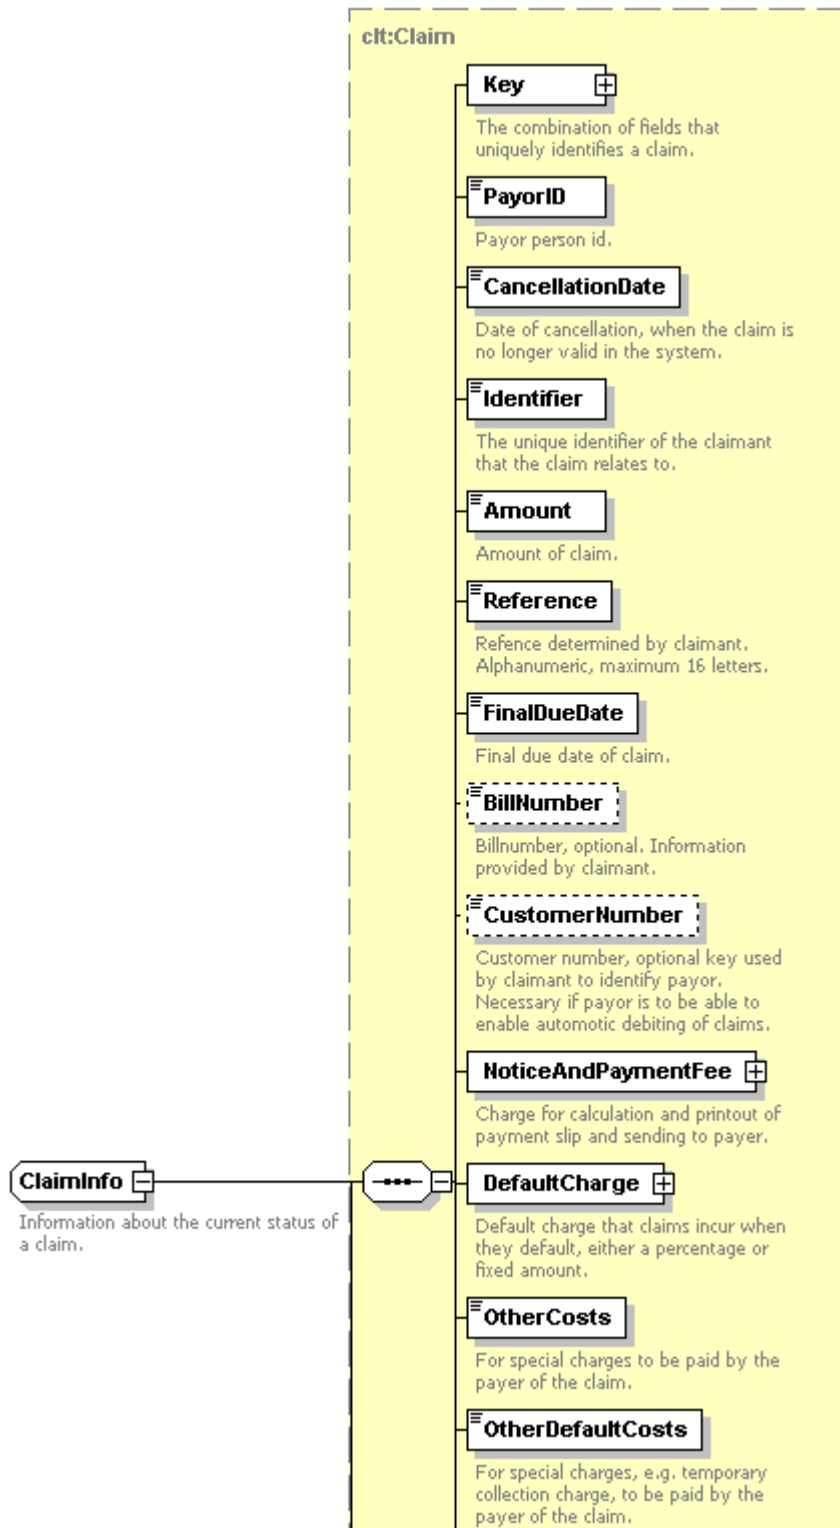 clt:Claim
Key
The combination of fields that
uniquely identifies a claim.
PayorID
Payor person id.
CancellationDate
Date of cancellation, when the claim is
no longer valid in the system.
Identifier
The unique identifier of the claimant
that the claim relates to.
Amount
Amount of claim.
Reference
Refence determined by claimant.
Alphanumeric, maximum 16 letters.
FinalDueDate
Final due date of claim.
BillNumber
Billnumber, optional. Information
provided by claimant.
CustomerNumber
Customer number, optional key used
by claimant to identify payor.
Necessary if payor is to be able to
enable automotic debiting of claims.
NoticeAndPaymentFee
Charge for calculation and printout of
payment slip and sending to payer.
ClaimInfo
Information about the current status of
a claim.
DefaultCharge
Default charge that claims incur when
they default, either a percentage or
fixed amount.
OtherCosts
For special charges to be paid by the
payer of the claim.
OtherDefaultCosts
For special charges, e.g. temporary
collection charge, to be paid by the
payer of the claim.